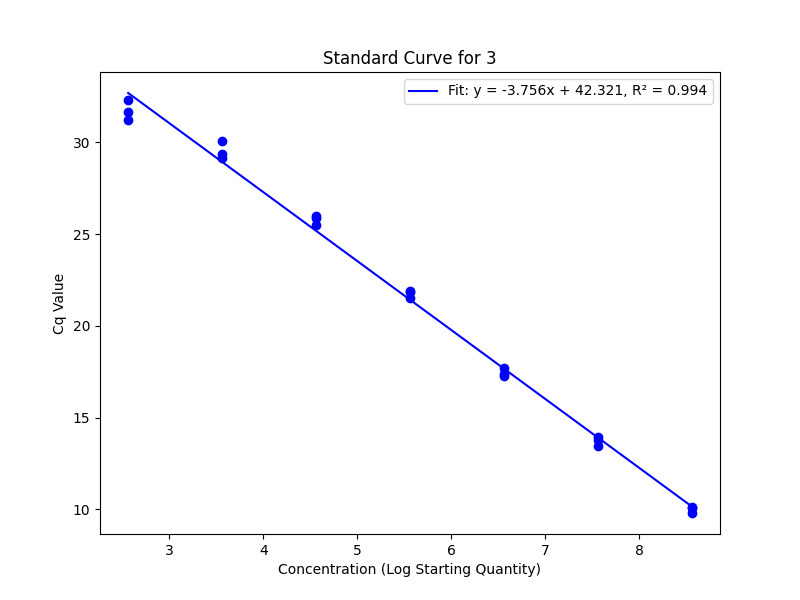 Standard Curve for 3
Fit: y = -3.756x + 42.321, R² = 0.994
30
25
20
15
10
Cq Value
3 4 5 6 7 8
Concentration (Log Starting Quantity)